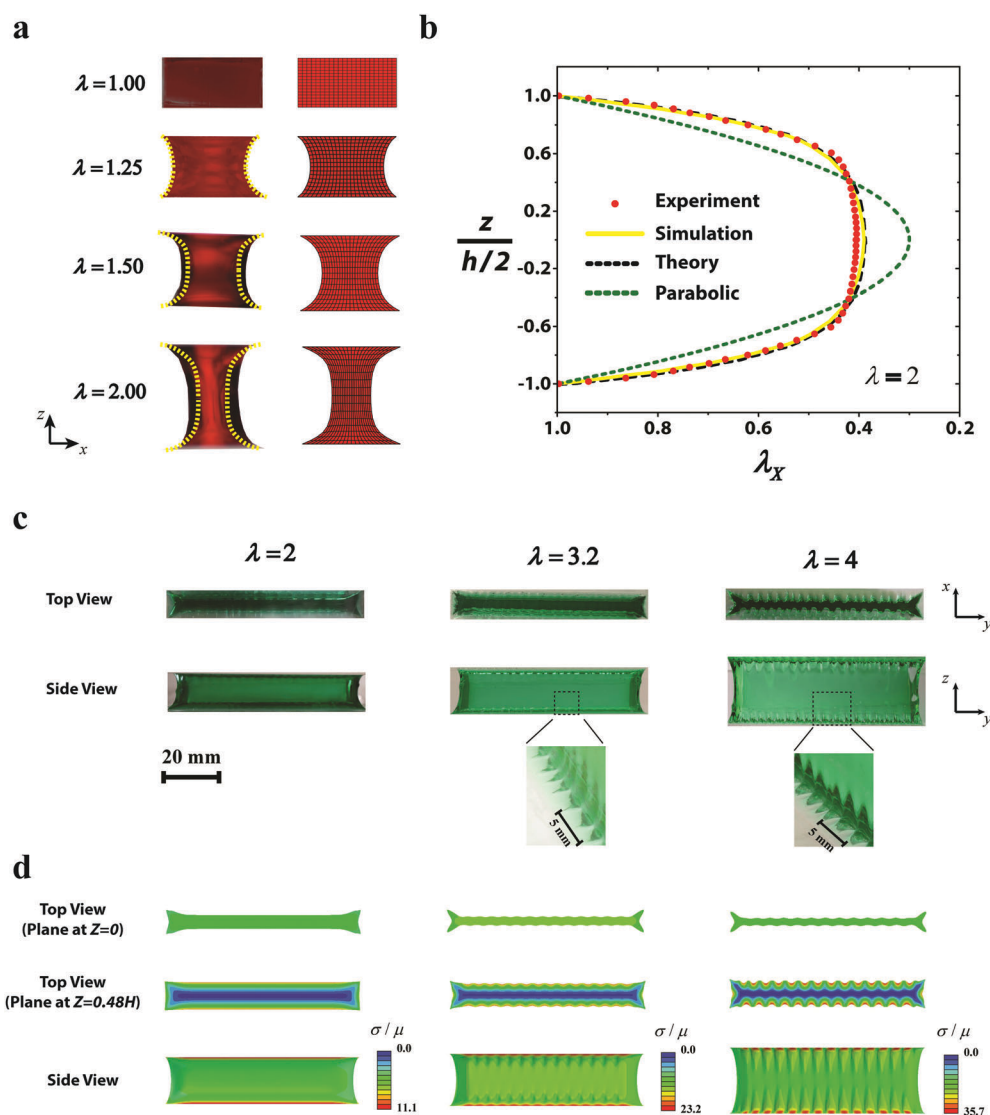 a
λ=1.00
λ=1.25
λ=1.50
λ=2.00
z
x
b
1.0
0.6
0.2
-0.2
-0.6
-1.0
z
h/2
Experiment
Simulation
Theory
Parabolic
λ=2
1.0 0.8 0.6 0.4 0.2
λX
c
λ=2 λ=3.2 λ=4
Top View
x
y
Side View
z
y
20 mm
5 mm
5 mm
d
Top View
(Plane at Z=0)
Top View
(Plane at Z=0.48H)
Side View
σ/μ
0.0
11.1
σ/μ
0.0
23.2
σ/μ
0.0
35.7